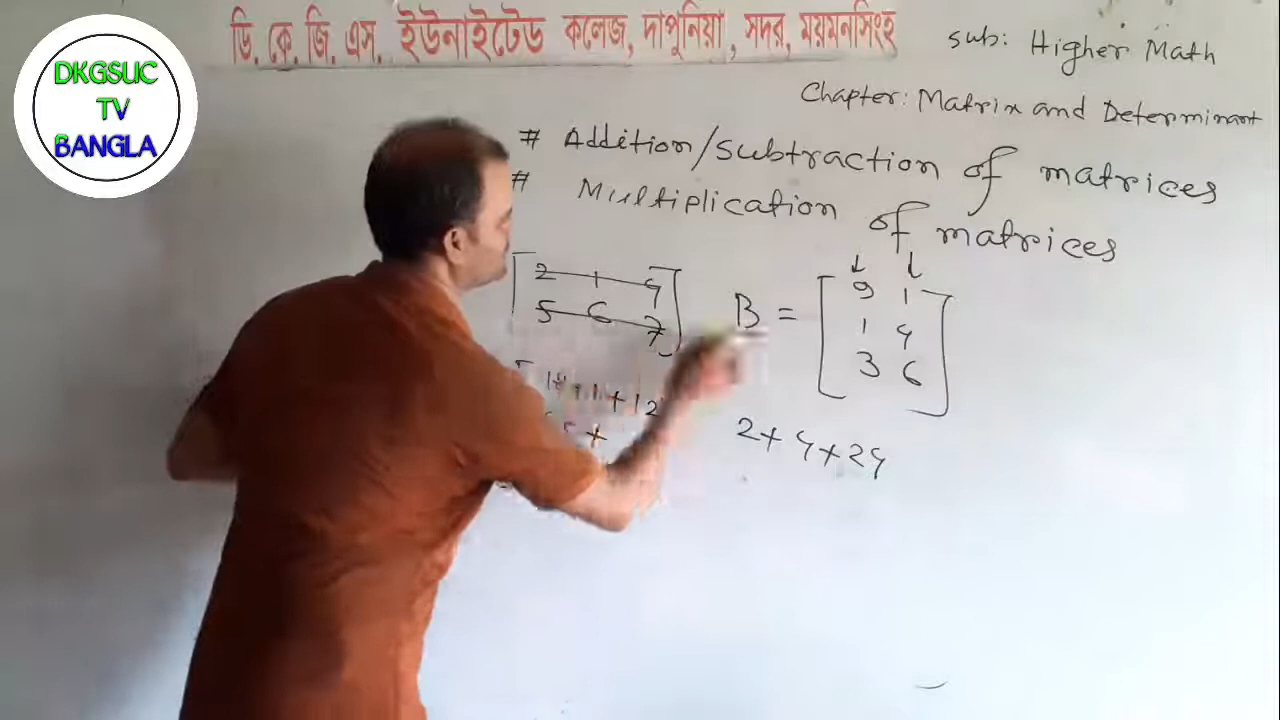 ডি. কে. জি. এস. ইউনাইটেড কলেজ, দাপুনিয়া, সদর, ময়মনসিংহ
DKGSUC
TV
BANGLA
Sub: Higher Math
Chapter: Matrix and Determinant
# Addition/Subtraction of matrices
# Multiplication of matrices
2 1 4
5 6 7
B =
9 1
1 4
3 6
+ 12
+
2 + 4 + 24